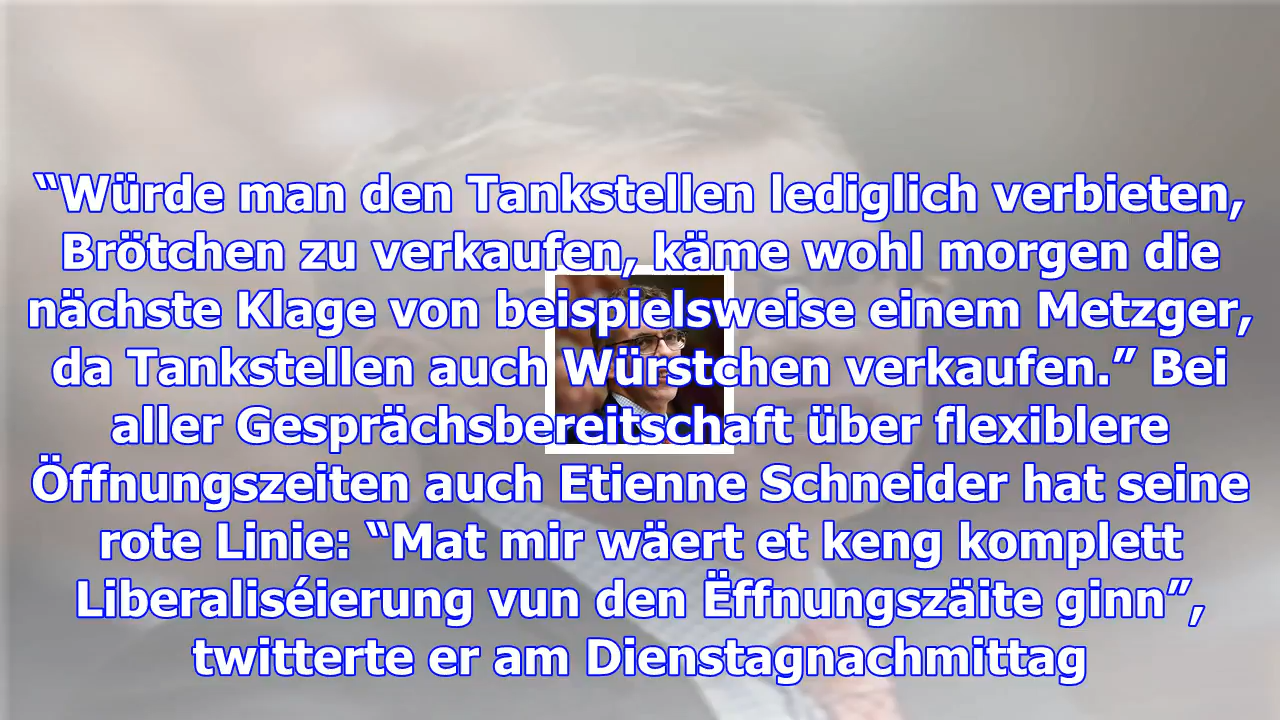 “Würde man den Tankstellen lediglich verbieten,
Brötchen zu verkaufen, käme wohl morgen die
nächste Klage von beispielsweise einem Metzger,
da Tankstellen auch Würstchen verkaufen.” Bei
aller Gesprächsbereitschaft über flexiblere
Öffnungszeiten auch Etienne Schneider hat seine
rote Linie: “Mat mir wäert et keng komplett
Liberaliséierung vun den Ëffnungszäite ginn”,
twitterte er am Dienstagnachmittag